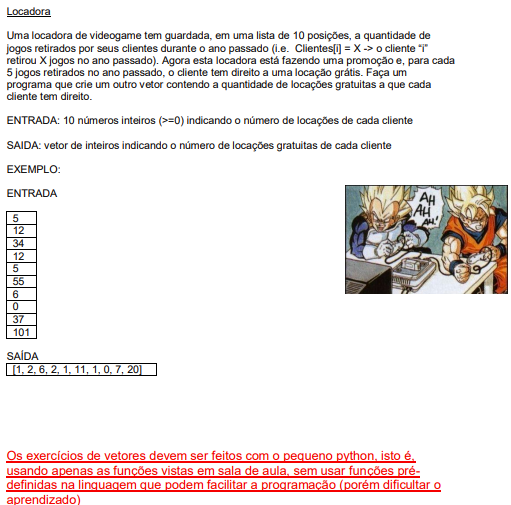 Locadora
Uma locadora de videogame tem guardada, em uma lista de 10 posições, a quantidade de
jogos retirados por seus clientes durante o ano passado (i.e. Clientes[i] = X -> o cliente “i”
retirou X jogos no ano passado). Agora esta locadora está fazendo uma promoção e, para cada
5 jogos retirados no ano passado, o cliente tem direito a uma locação grátis. Faça um
programa que crie um outro vetor contendo a quantidade de locações gratuitas a que cada
cliente tem direito.
ENTRADA: 10 números inteiros (>=0) indicando o número de locações de cada cliente
SAIDA: vetor de inteiros indicando o número de locações gratuitas de cada cliente
EXEMPLO:
ENTRADA
5
12
34
12
5
55
6
0
37
101
AH
AH
AH!
SAÍDA
[1, 2, 6, 2, 1, 11, 1, 0, 7, 20]
Os exercícios de vetores devem ser feitos com o pequeno python, isto é,
usando apenas as funções vistas em sala de aula, sem usar funções pré-
definidas na linguagem que podem facilitar a programação (porém dificultar o
aprendizado)